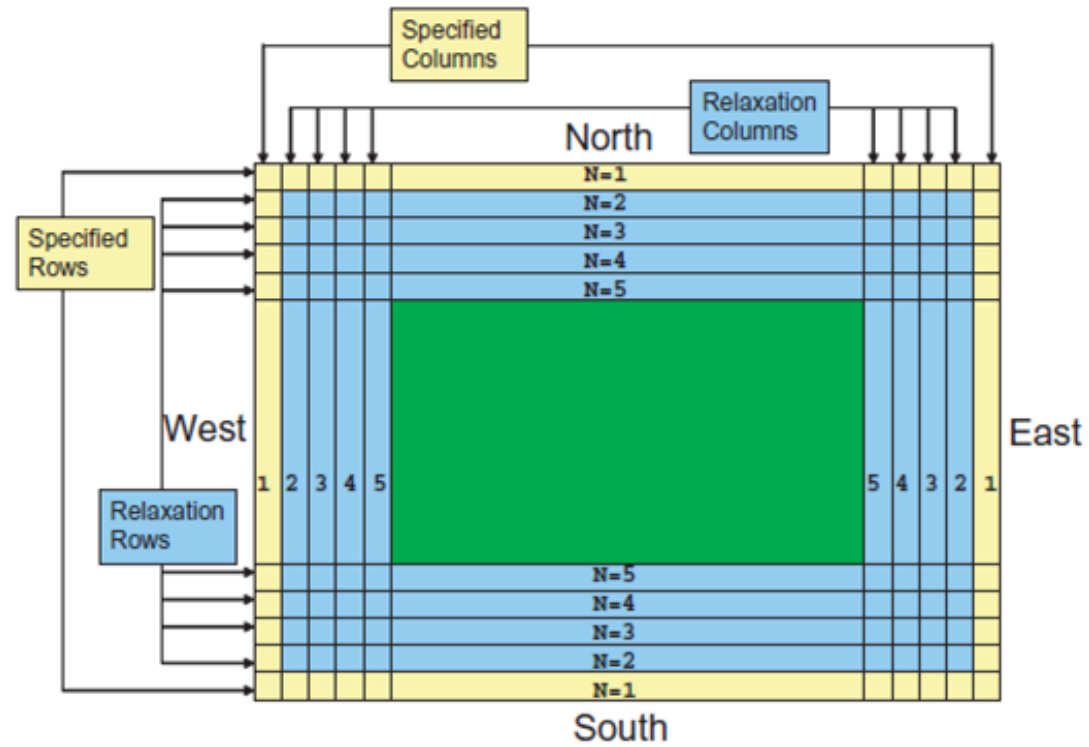 Specified
Columns
Relaxation
Columns
North
N=1
N=2
N=3
N=4
N=5
Specified
Rows
West
East
1 2 3 4 5
5 4 3 2 1
Relaxation
Rows
N=5
N=4
N=3
N=2
N=1
South